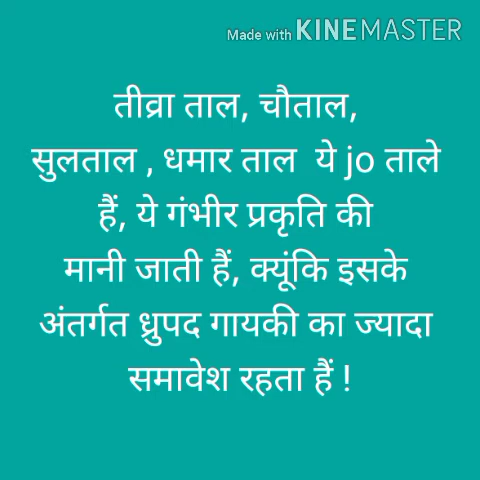 Made with KINEMASTER
तीव्रा ताल, चौताल,
सुलताल , धमार ताल ये jo ताले
हैं, ये गंभीर प्रकृति की
मानी जाती हैं, क्यूंकि इसके
अंतर्गत ध्रुपद गायकी का ज्यादा
समावेश रहता हैं !